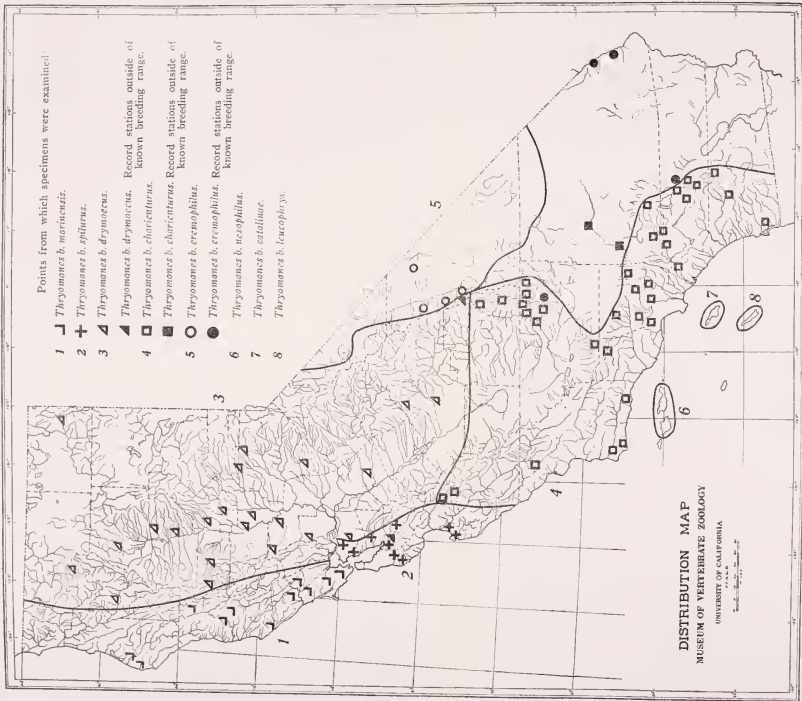 Points from which specimens were examined·
1 Thryomanes b. marinensis.
2 Thryomanes b. spilurus.
3 Thryomanes b. drymoecus.
Thryomanes b. drymoecus. Record stations outside of
known breeding range.
4 Thryomanes b. charienturus.
Thryomanes b. charienturus. Record stations outside of
known breeding range.
5 Thryomanes b. eremophilus.
Thryomanes b. eremophilus. Record stations outside of
known breeding range.
6 Thryomanes b. nesophilus.
7 Thryomanes b. catalinae.
8 Thryomanes b. leucophrys.
3
5
1
2
4
6
7
8
DISTRIBUTION MAP
MUSEUM OF VERTEBRATE ZOOLOGY
UNIVERSITY OF CALIFORNIA